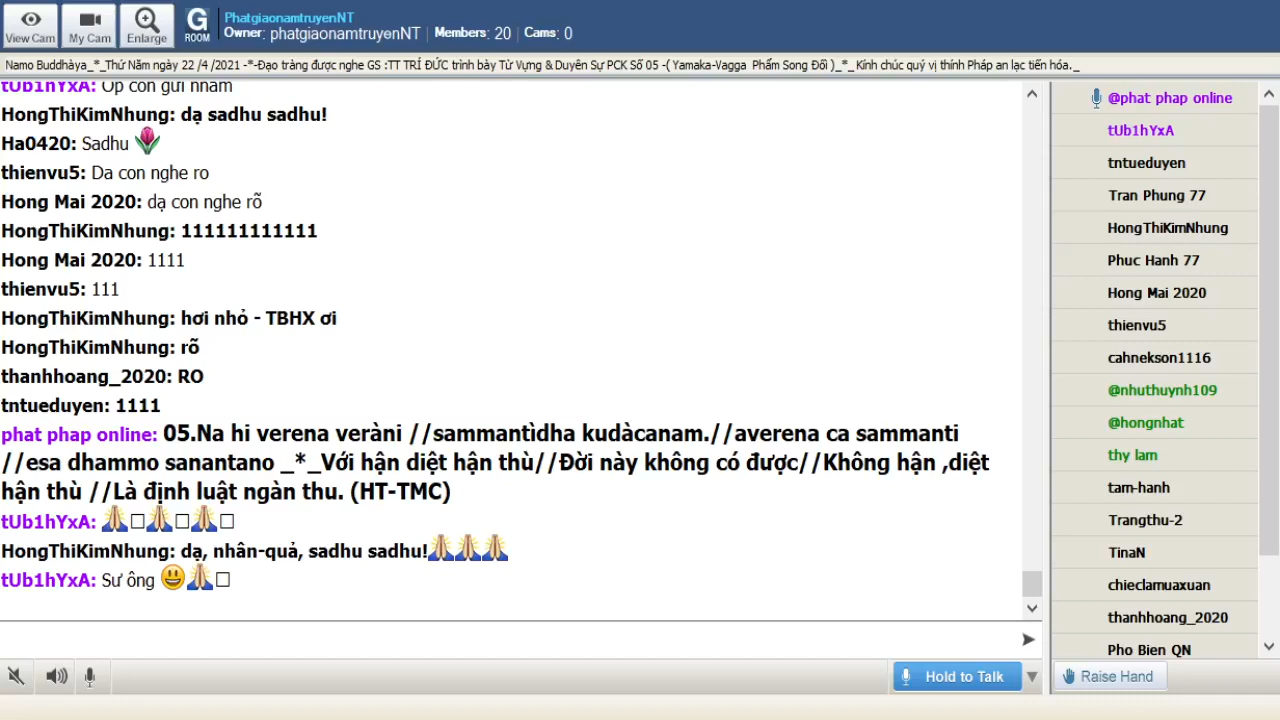 View Cam
My Cam
Enlarge
G
ROOM
PhatgiaonamtruyenNT
Owner: phatgiaonamtruyenNT | Members: 20 | Cams: 0
Namo Buddhàya_*_Thứ Năm ngày 22 /4 /2021 -*-Đạo tràng được nghe GS :TT TRÍ ĐỨC trình bày Từ Vựng & Duyên Sự PCK Số 05 -( Yamaka-Vagga Phẩm Song Đối )_*_Kính chúc quý vị thính Pháp an lạc tiến hóa._
tUb1hYxA: Op con gửi nhầm
HongThiKimNhung: dạ sadhu sadhu!
Ha0420: Sadhu
thienvu5: Da con nghe ro
Hong Mai 2020: dạ con nghe rõ
HongThiKimNhung: 111111111111
Hong Mai 2020: 1111
thienvu5: 111
HongThiKimNhung: hơi nhỏ - TBHX ơi
HongThiKimNhung: rõ
thanhhoang_2020: RO
tntueduyen: 1111
phat phap online: 05.Na hi verena veràni //sammantìdha kudàcanam.//averena ca sammanti
//esa dhammo sanantano _*_Với hận diệt hận thù//Đời này không có được//Không hận ,diệt
hận thù //Là định luật ngàn thu. (HT-TMC)
tUb1hYxA: 🙏□🙏□🙏□
HongThiKimNhung: dạ, nhân-quả, sadhu sadhu!🙏🙏🙏
tUb1hYxA: Sư ông 😃🙏□
@phat phap online
tUb1hYxA
tntueduyen
Tran Phung 77
HongThiKimNhung
Phuc Hanh 77
Hong Mai 2020
thienvu5
cahnekson1116
@nhuthuynh109
@hongnhat
thy lam
tam-hanh
Trangthu-2
TinaN
chieclamuaxuan
thanhhoang_2020
Pho Bien QN
Hold to Talk
Raise Hand